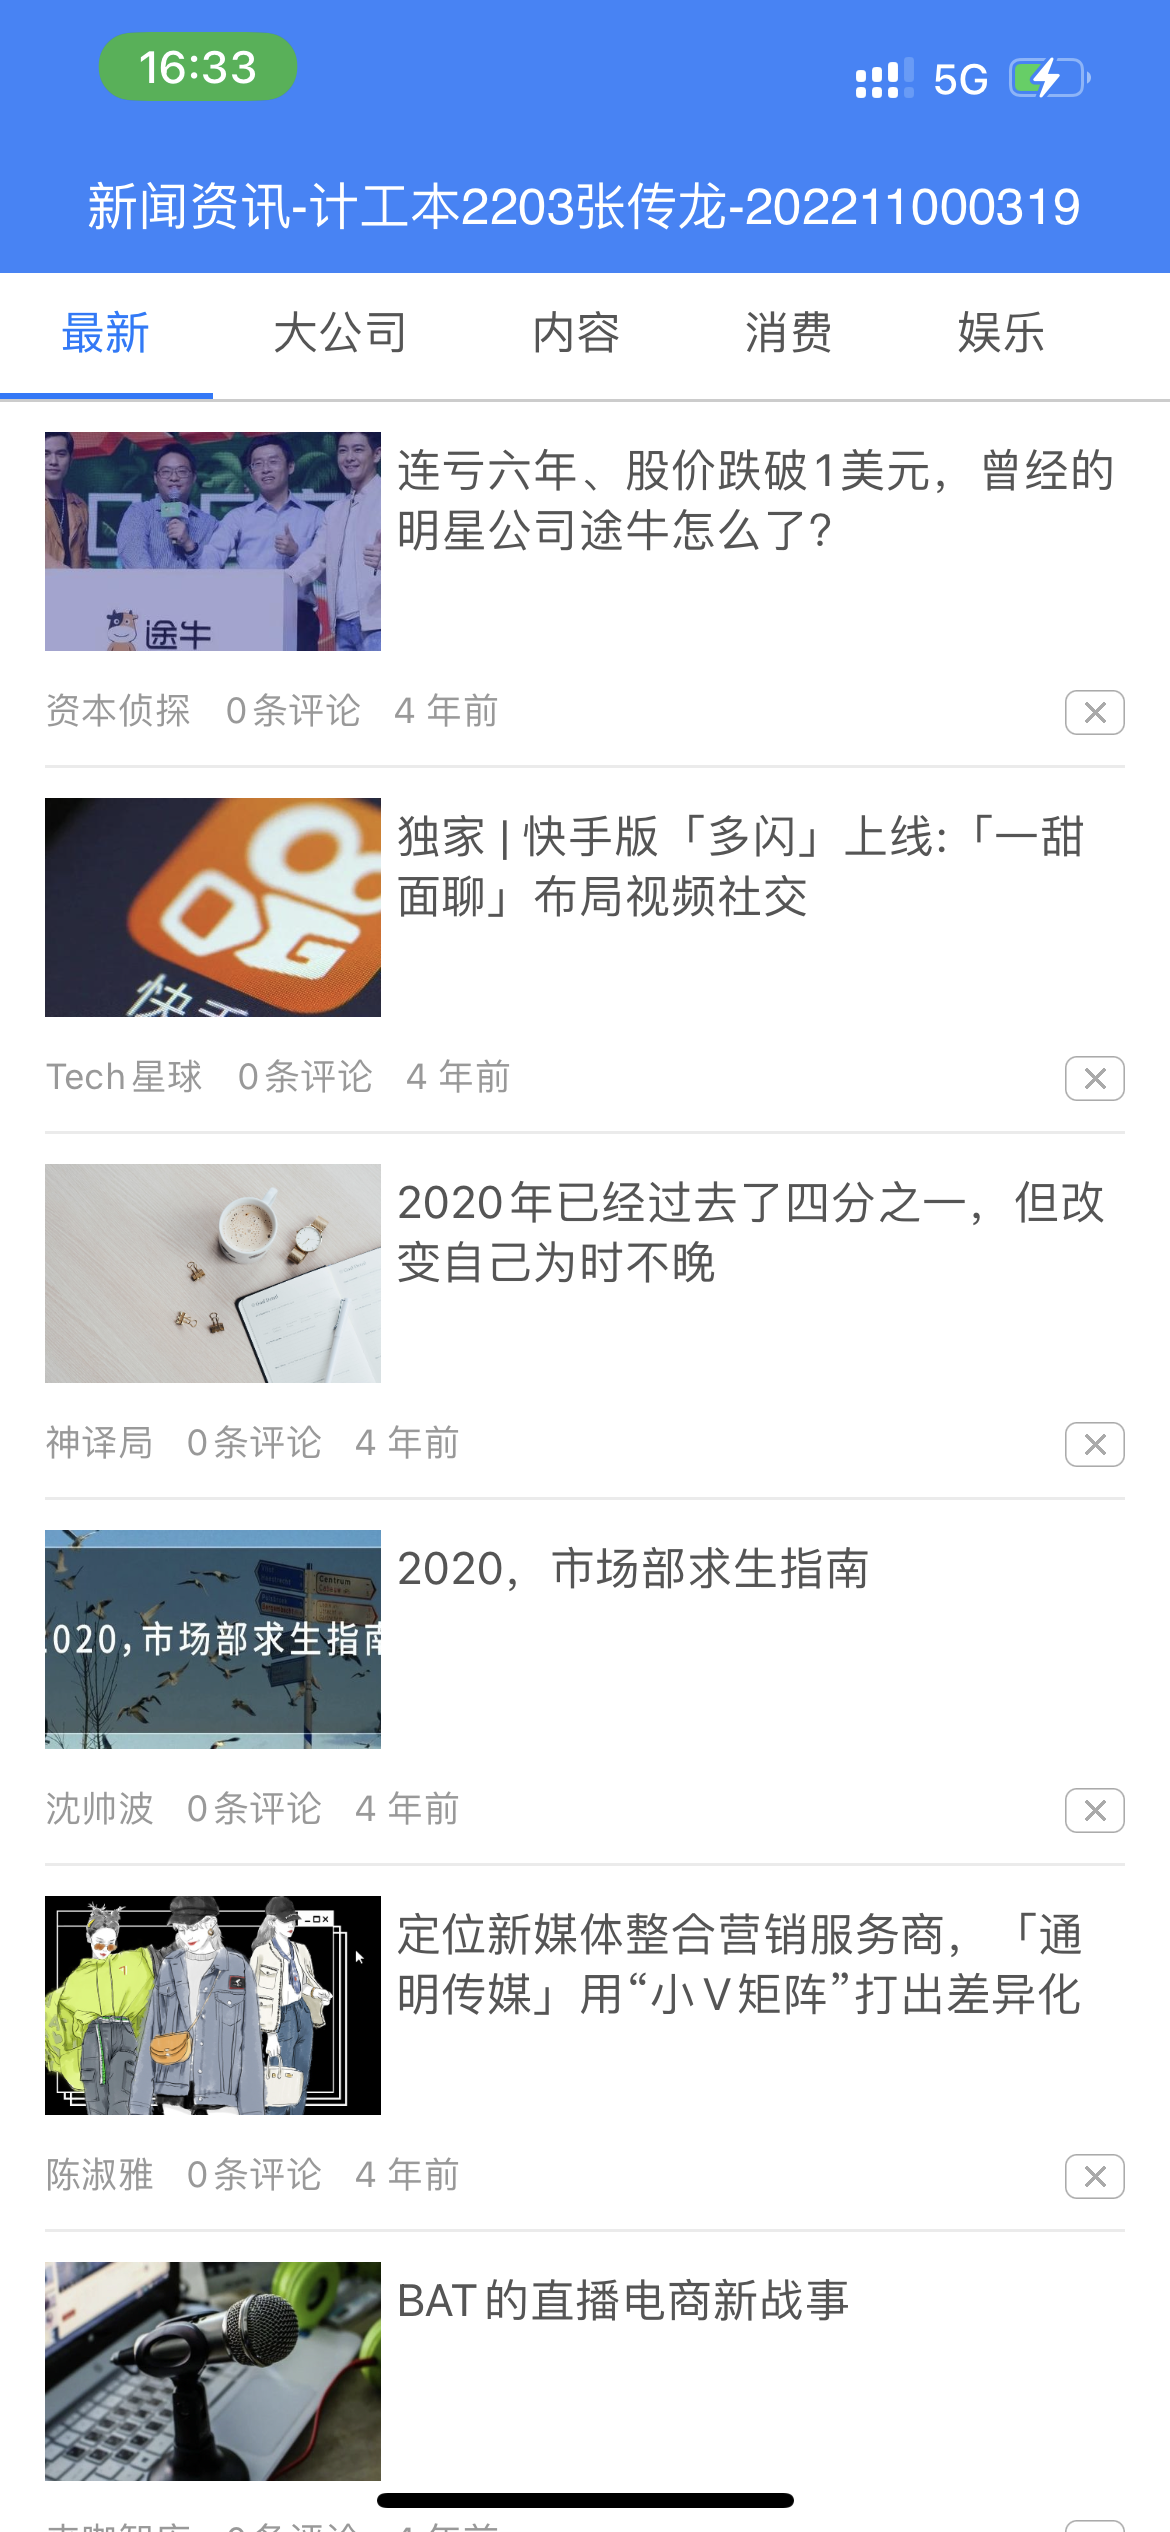 16:33
5G
新闻资讯-计工本2203张传龙-202211000319
最新
大公司
内容
消费
娱乐
途牛
连亏六年、股价跌破1美元，曾经的
明星公司途牛怎么了?
资本侦探 0条评论 4 年前
快手
独家 | 快手版「多闪」上线:「一甜
面聊」布局视频社交
Tech星球 0条评论 4 年前
2020年已经过去了四分之一，但改
变自己为时不晚
神译局 0条评论 4 年前
Centrum
020,市场部求生指南
2020，市场部求生指南
沈帅波 0条评论 4 年前
定位新媒体整合营销服务商，「通
明传媒」用“小V矩阵”打出差异化
陈淑雅 0条评论 4 年前
BAT的直播电商新战事
0条评论 4 年前